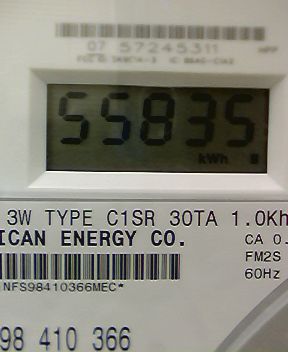 07 57245311
55835
kWh
3W TYPE C1SR 30TA 1.0Kh
ICAN ENERGY CO.
CA 0.
FM2S
NFS98410366MEC*
60Hz
98 410 366